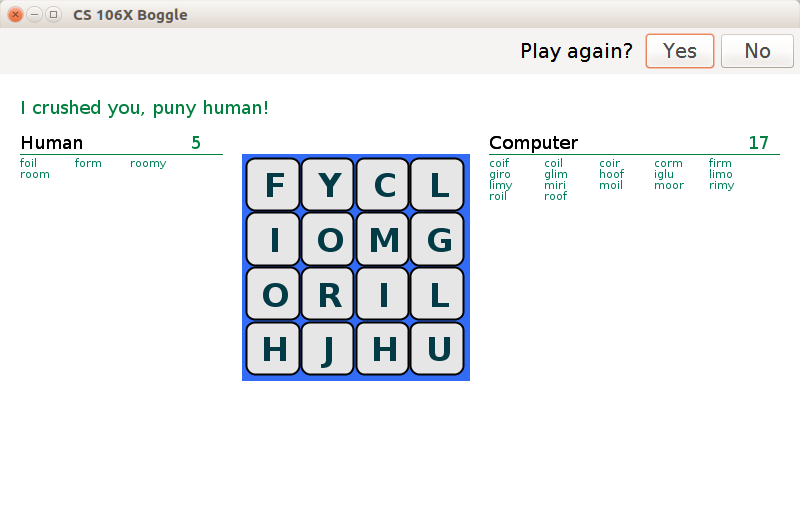 CS 106X Boggle
Play again? Yes No
I crushed you, puny human!
Human 5
foil form roomy
room
F Y C L
I O M G
O R I L
H J H U
Computer 17
coif coil coir corm firm
giro glim hoof iglu limo
limy miri moil moor rimy
roil roof